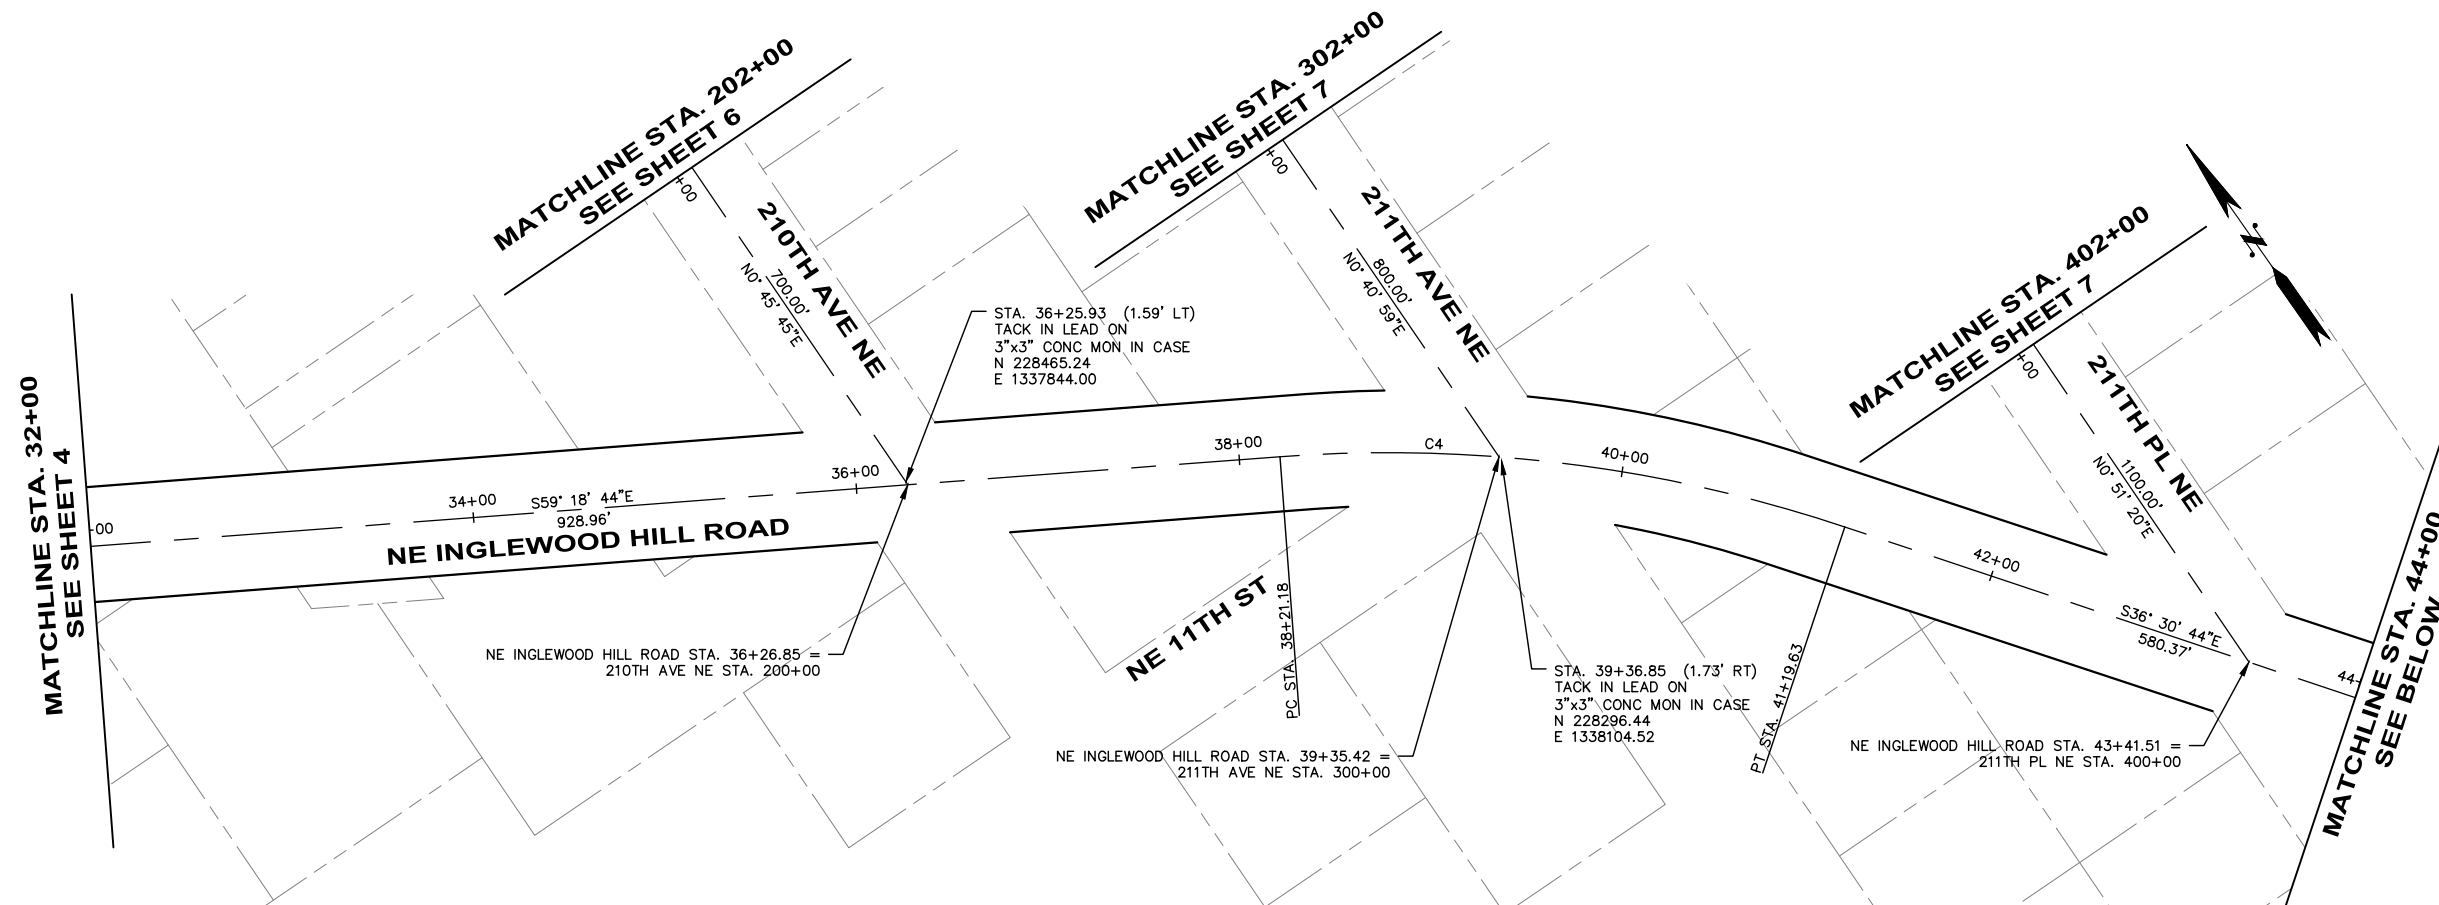 MATCHLINE STA. 32+00
SEE SHEET 4
MATCHLINE STA. 202+00
SEE SHEET 6
+00
210TH AVE NE
700.00'
N0° 45' 45"E
STA. 36+25.93 (1.59' LT)
TACK IN LEAD ON
3"x3" CONC MON IN CASE
N 228465.24
E 1337844.00
MATCHLINE STA. 302+00
SEE SHEET 7
+00
211TH AVE NE
800.00'
N0° 40' 59"E
MATCHLINE STA. 402+00
SEE SHEET 7
+00
211TH PL NE
1100.00'
N0° 51' 20"E
N
-00
34+00
S59° 18' 44"E
928.96'
36+00
38+00
C4
40+00
42+00
S36° 30' 44"E
580.37'
44
NE INGLEWOOD HILL ROAD
NE 11TH ST
PC STA. 38+21.18
PT STA. 41+19.63
NE INGLEWOOD HILL ROAD STA. 36+26.85 =
210TH AVE NE STA. 200+00
NE INGLEWOOD HILL ROAD STA. 39+35.42 =
211TH AVE NE STA. 300+00
STA. 39+36.85 (1.73' RT)
TACK IN LEAD ON
3"x3" CONC MON IN CASE
N 228296.44
E 1338104.52
NE INGLEWOOD HILL ROAD STA. 43+41.51 =
211TH PL NE STA. 400+00
MATCHLINE STA. 44+00
SEE BELOW